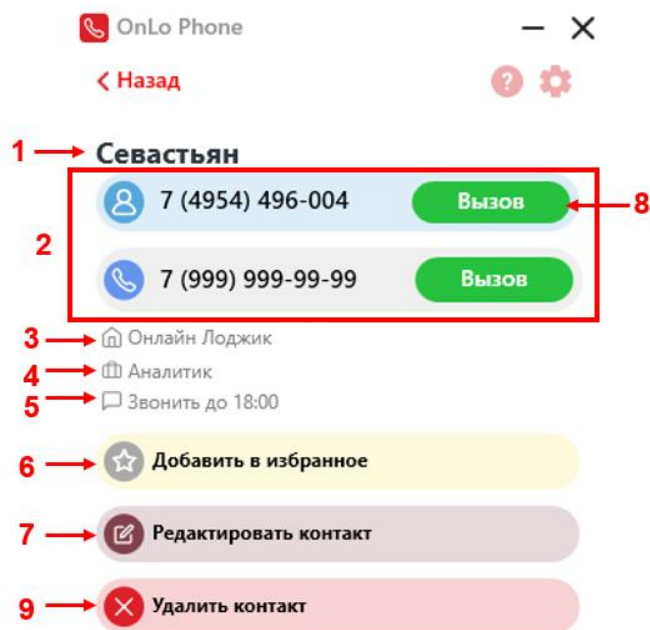 OnLo Phone
Назад
?
1 Севастьян
2
7 (4954) 496-004 Вызов 8
7 (999) 999-99-99 Вызов
3 Онлайн Лоджик
4 Аналитик
5 Звонить до 18:00
6 Добавить в избранное
7 Редактировать контакт
9 Удалить контакт